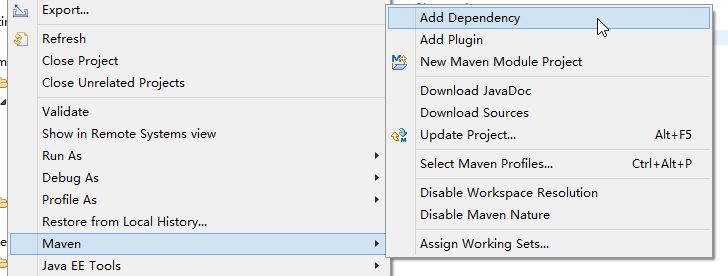 Export...
Refresh
Close Project
Close Unrelated Projects
Validate
Show in Remote Systems view
Run As
Debug As
Profile As
Restore from Local History...
Maven
Java EE Tools
Add Dependency
Add Plugin
New Maven Module Project
Download JavaDoc
Download Sources
Update Project... Alt+F5
Select Maven Profiles... Ctrl+Alt+P
Disable Workspace Resolution
Disable Maven Nature
Assign Working Sets...